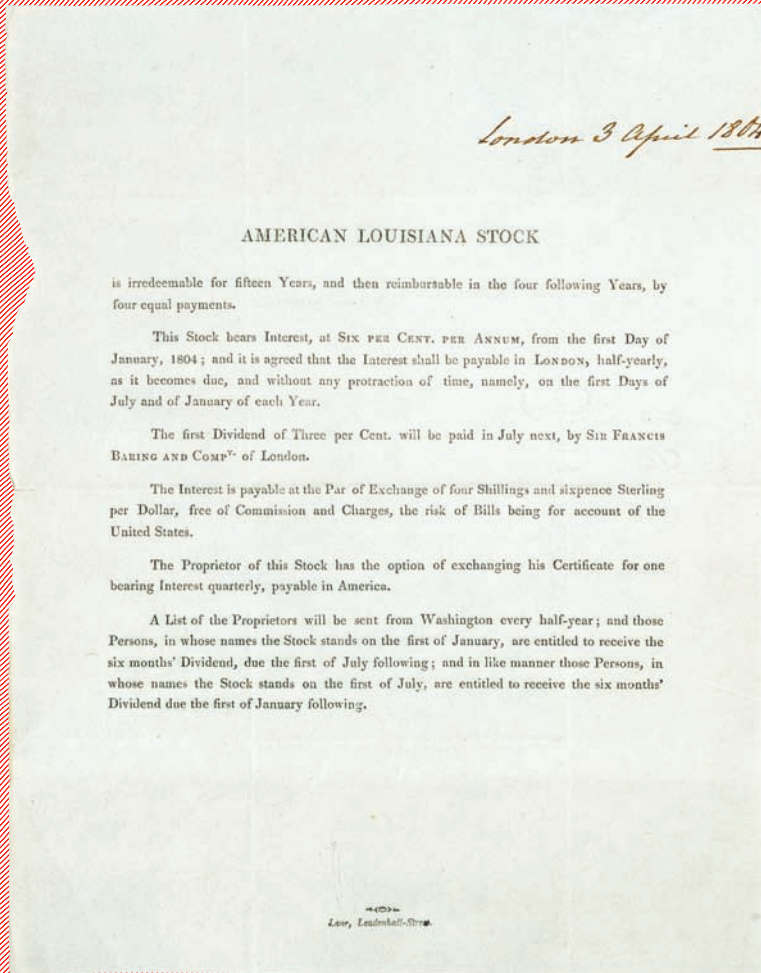 London 3 April 1804
AMERICAN LOUISIANA STOCK
is irredeemable for fifteen Years, and then reimbursable in the four following Years, by
four equal payments.
This Stock bears Interest, at SIX PER CENT. PER ANNUM, from the first Day of
January, 1804; and it is agreed that the Interest shall be payable in LONDON, half-yearly,
as it becomes due, and without any protraction of time, namely, on the first Days of
July and of January of each Year.
The first Dividend of Three per Cent. will be paid in July next, by SIR FRANCIS
BARING AND COMPY. of London.
The Interest is payable at the Par of Exchange of four Shillings and sixpence Sterling
per Dollar, free of Commission and Charges, the risk of Bills being for account of the
United States.
The Proprietor of this Stock has the option of exchanging his Certificate for one
bearing Interest quarterly, payable in America.
A List of the Proprietors will be sent from Washington every half-year; and those
Persons, in whose names the Stock stands on the first of January, are entitled to receive the
six months' Dividend, due the first of July following; and in like manner those Persons, in
whose names the Stock stands on the first of July, are entitled to receive the six months'
Dividend due the first of January following.
Leadenhall-Street.